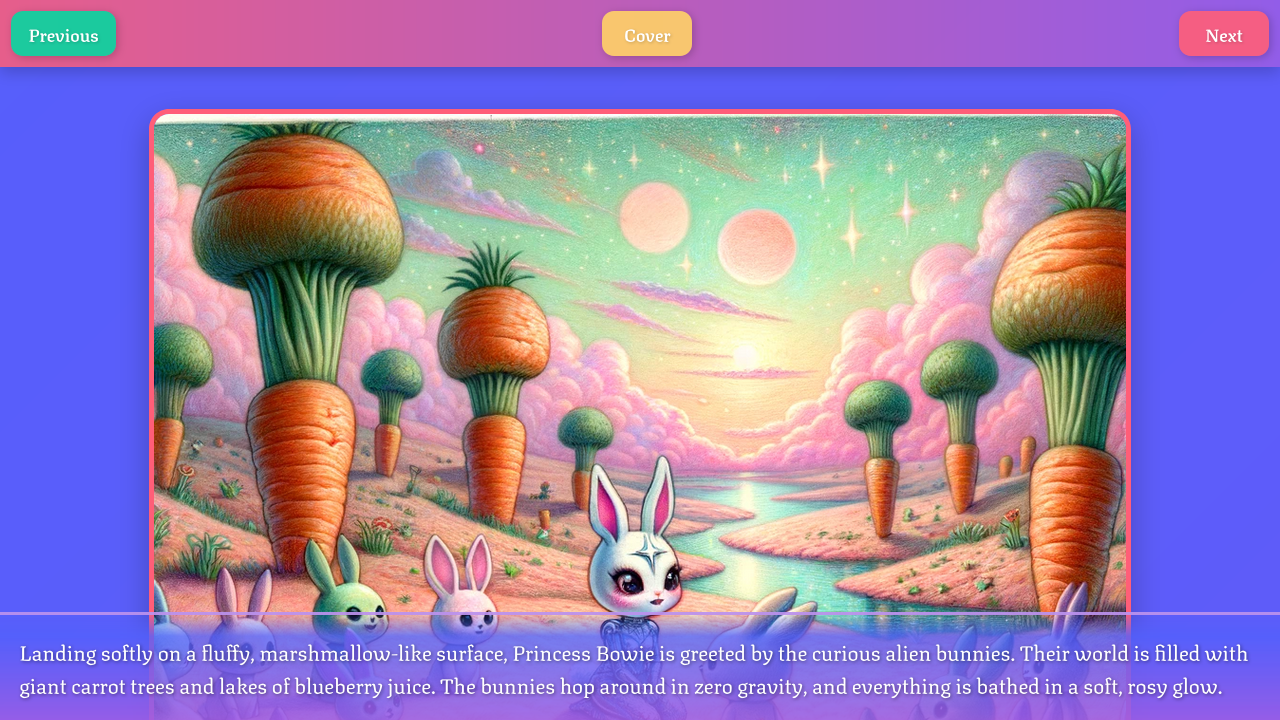 Previous
Cover
Next
Landing softly on a fluffy, marshmallow-like surface, Princess Bowie is greeted by the curious alien bunnies. Their world is filled with
giant carrot trees and lakes of blueberry juice. The bunnies hop around in zero gravity, and everything is bathed in a soft, rosy glow.